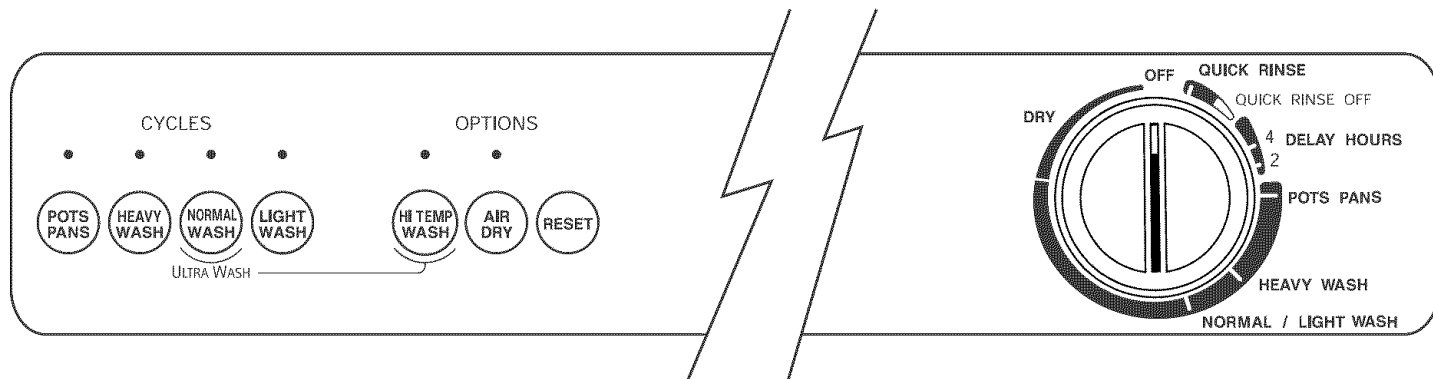 CYCLES
OPTIONS
POTS
PANS
HEAVY
WASH
NORMAL
WASH
LIGHT
WASH
HI TEMP
WASH
AIR
DRY
RESET
ULTRA WASH
OFF
QUICK RINSE
QUICK RINSE OFF
DRY
4 DELAY HOURS
2
POTS PANS
HEAVY WASH
NORMAL / LIGHT WASH